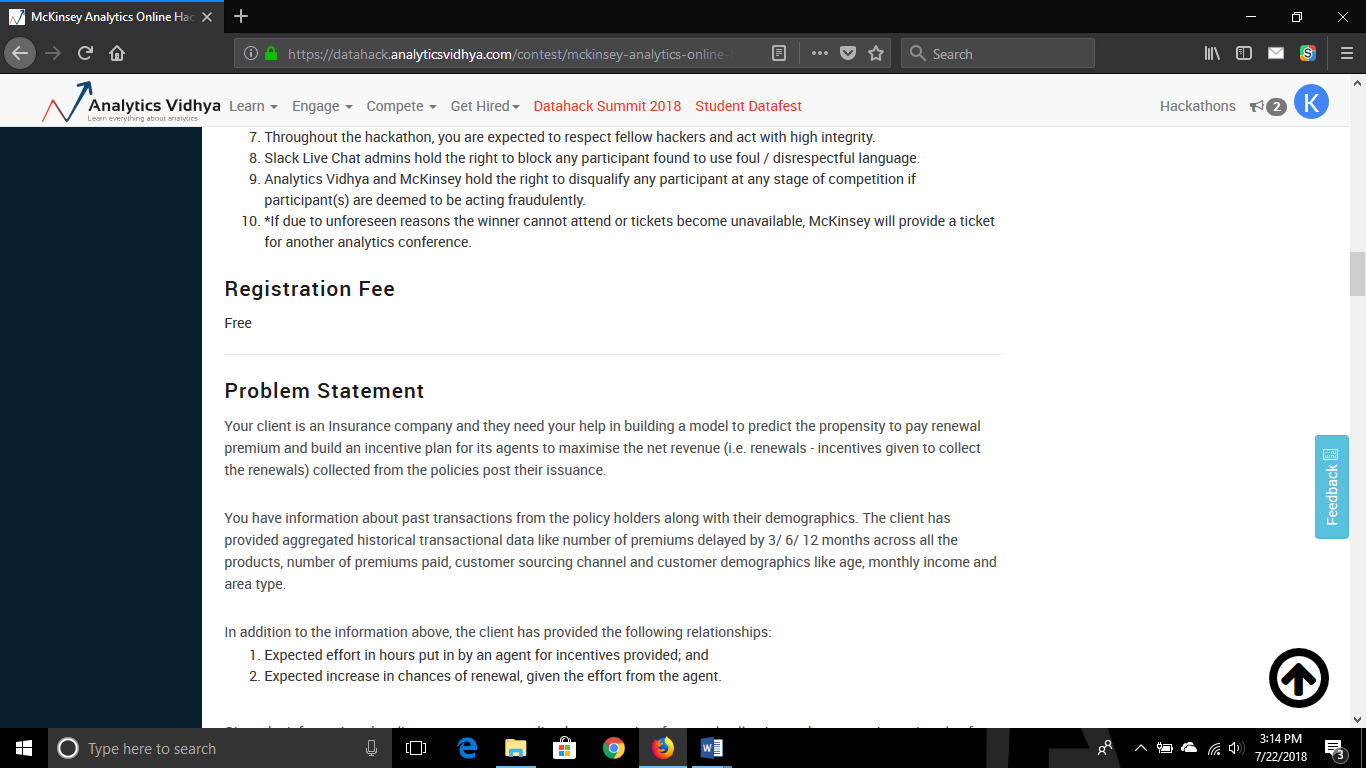 McKinsey Analytics Online Hac
https://datahack.analyticsvidhya.com/contest/mckinsey-analytics-online-
Search
Analytics Vidhya
Learn everything about analytics
Learn
Engage
Compete
Get Hired
Datahack Summit 2018
Student Datafest
Hackathons
2
K
7. Throughout the hackathon, you are expected to respect fellow hackers and act with high integrity.
8. Slack Live Chat admins hold the right to block any participant found to use foul / disrespectful language.
9. Analytics Vidhya and McKinsey hold the right to disqualify any participant at any stage of competition if
participant(s) are deemed to be acting fraudulently.
10. *If due to unforeseen reasons the winner cannot attend or tickets become unavailable, McKinsey will provide a ticket
for another analytics conference.
Registration Fee
Free
Problem Statement
Your client is an Insurance company and they need your help in building a model to predict the propensity to pay renewal
premium and build an incentive plan for its agents to maximise the net revenue (i.e. renewals - incentives given to collect
the renewals) collected from the policies post their issuance.
You have information about past transactions from the policy holders along with their demographics. The client has
provided aggregated historical transactional data like number of premiums delayed by 3/ 6/ 12 months across all the
products, number of premiums paid, customer sourcing channel and customer demographics like age, monthly income and
area type.
In addition to the information above, the client has provided the following relationships:
1. Expected effort in hours put in by an agent for incentives provided; and
2. Expected increase in chances of renewal, given the effort from the agent.
Feedback
Type here to search
3:14 PM
7/22/2018
3